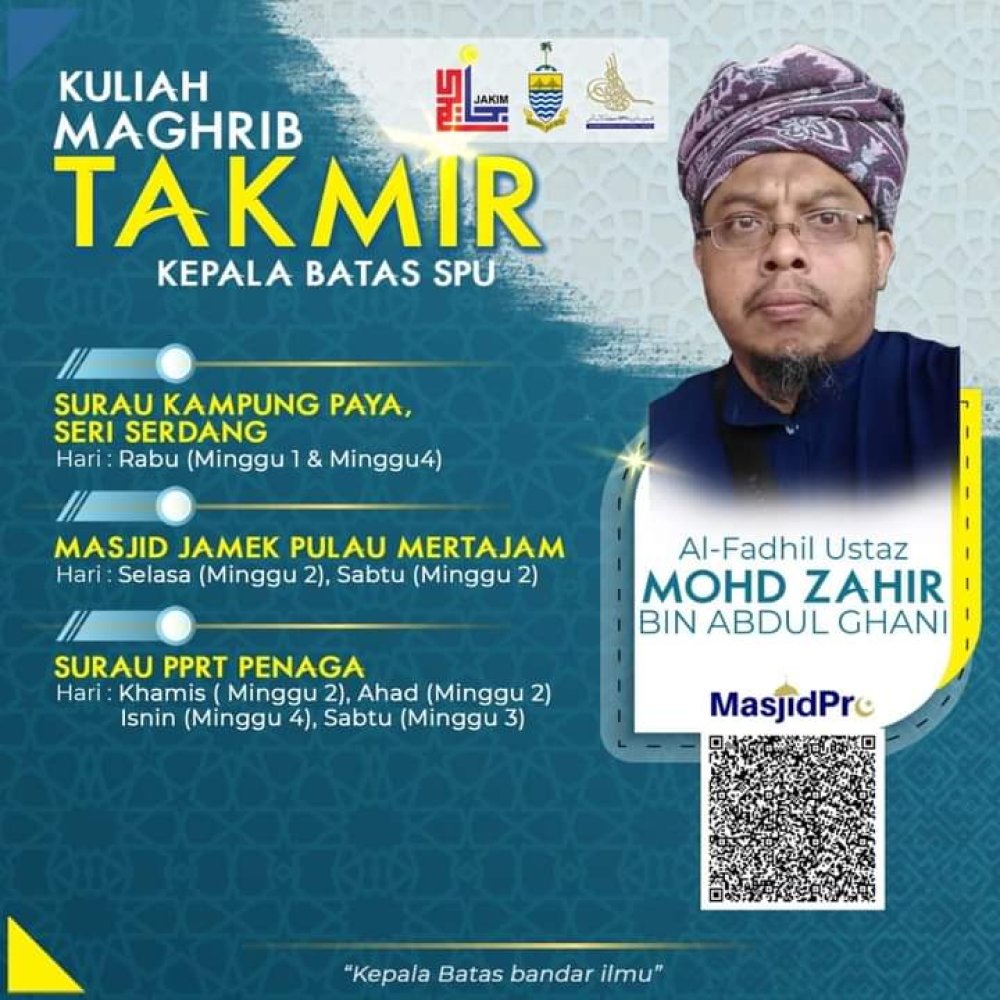 KULIAH
MAGHRIB
TAKMIR
KEPALA BATAS SPU
JAKIM
SURAU KAMPUNG PAYA,
SERI SERDANG
Hari : Rabu (Minggu 1 & Minggu4)
MASJID JAMEK PULAU MERTAJAM
Hari : Selasa (Minggu 2), Sabtu (Minggu 2)
SURAU PPRT PENAGA
Hari : Khamis ( Minggu 2), Ahad (Minggu 2)
Isnin (Minggu 4), Sabtu (Minggu 3)
Al-Fadhil Ustaz
MOHD ZAHIR
BIN ABDUL GHANI
MasjidPro
“Kepala Batas bandar ilmu”